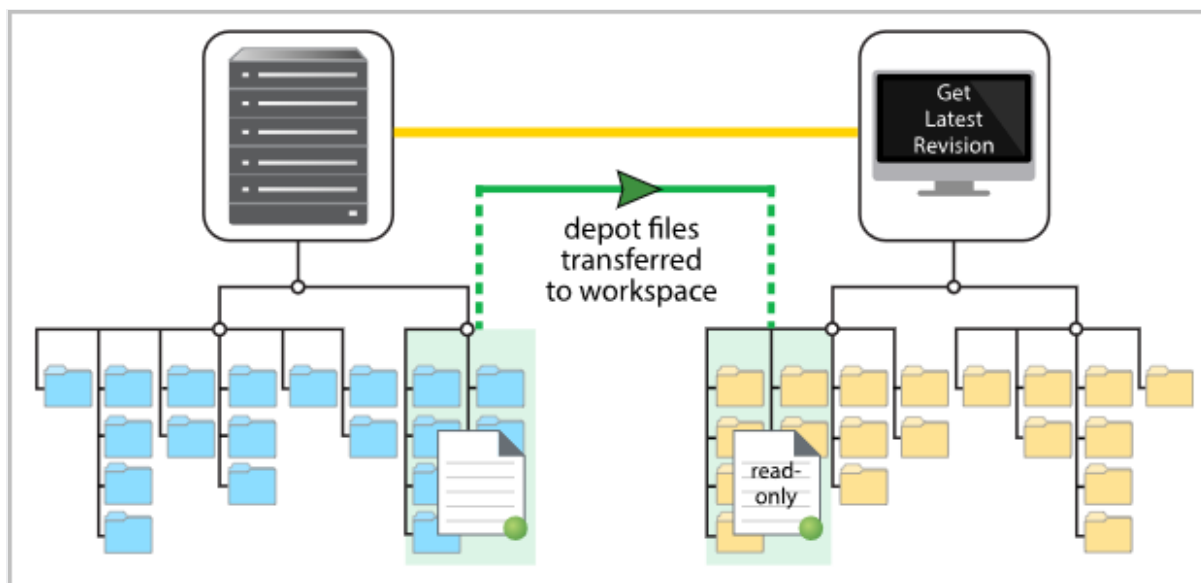 Get
Latest
Revision
depot files
transferred
to workspace
read-
only